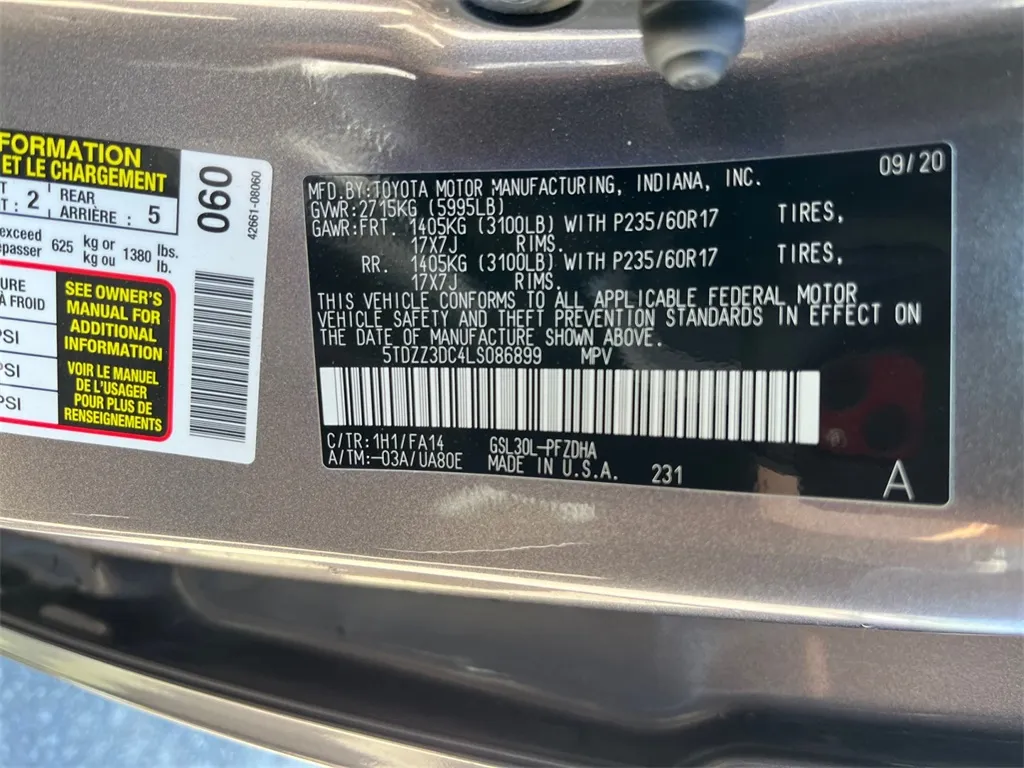 FORMATION
ET LE CHARGEMENT
: 2 REAR
ARRIÈRE : 5
exceed
625 kg or 1380 lbs.
kg ou lb.
À FROID
PSI
PSI
PSI
SEE OWNER'S
MANUAL FOR
ADDITIONAL
INFORMATION
VOIR LE MANUEL
DE L'USAGER
POUR PLUS DE
RENSEIGNEMENTS
060
42661-08060
09/20
MFD.BY:TOYOTA MOTOR MANUFACTURING, INDIANA, INC.
GVWR:2715KG (5995LB)
GAWR:FRT. 1405KG (3100LB) WITH P235/60R17 TIRES,
17X7J RIMS.
RR. 1405KG (3100LB) WITH P235/60R17 TIRES,
17X7J RIMS.
THIS VEHICLE CONFORMS TO ALL APPLICABLE FEDERAL MOTOR
VEHICLE SAFETY AND THEFT PREVENTION STANDARDS IN EFFECT ON
THE DATE OF MANUFACTURE SHOWN ABOVE.
5TDZZ3DC4LS086899 MPV
C/TR:1H1/FA14 GSL30L-PFZDHA
A/TM:-03A/UA80E MADE IN U.S.A. 231
A